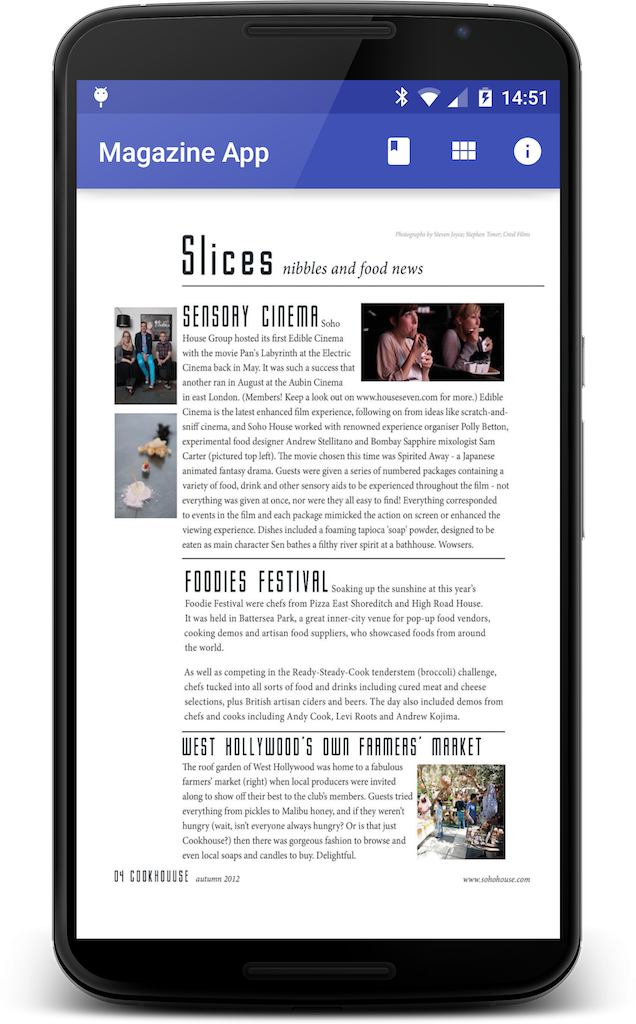 14:51
Magazine App
Photographs by Steven Joyce; Stephen Toner; Cred Films
Slices nibbles and food news
SENSORY CINEMA Soho
House Group hosted its first Edible Cinema
with the movie Pan's Labyrinth at the Electric
Cinema back in May. It was such a success that
another ran in August at the Aubin Cinema
in east London. (Members! Keep a look out on www.houseseven.com for more.) Edible
Cinema is the latest enhanced film experience, following on from ideas like scratch-and-
sniff cinema, and Soho House worked with renowned experience organiser Polly Betton,
experimental food designer Andrew Stellitano and Bombay Sapphire mixologist Sam
Carter (pictured top left). The movie chosen this time was Spirited Away - a Japanese
animated fantasy drama. Guests were given a series of numbered packages containing a
variety of food, drink and other sensory aids to be experienced throughout the film - not
everything was given at once, nor were they all easy to find! Everything corresponded
to events in the film and each package mimicked the action on screen or enhanced the
viewing experience. Dishes included a foaming tapioca 'soap' powder, designed to be
eaten as main character Sen bathes a filthy river spirit at a bathhouse. Wowsers.
FOODIES FESTIVAL Soaking up the sunshine at this year's
Foodie Festival were chefs from Pizza East Shoreditch and High Road House.
It was held in Battersea Park, a great inner-city venue for pop-up food vendors,
cooking demos and artisan food suppliers, who showcased foods from around
the world.
As well as competing in the Ready-Steady-Cook tenderstem (broccoli) challenge,
chefs tucked into all sorts of food and drinks including cured meat and cheese
selections, plus British artisan ciders and beers. The day also included demos from
chefs and cooks including Andy Cook, Levi Roots and Andrew Kojima.
WEST HOLLYWOOD'S OWN FARMERS' MARKET
The roof garden of West Hollywood was home to a fabulous
farmers' market (right) when local producers were invited
along to show off their best to the club's members. Guests tried
everything from pickles to Malibu honey, and if they weren't
hungry (wait, isn't everyone always hungry? Or is that just
Cookhouse?) then there was gorgeous fashion to browse and
even local soaps and candles to buy. Delightful.
04 COOKHOUUSE autumn 2012
www.sohohouse.com